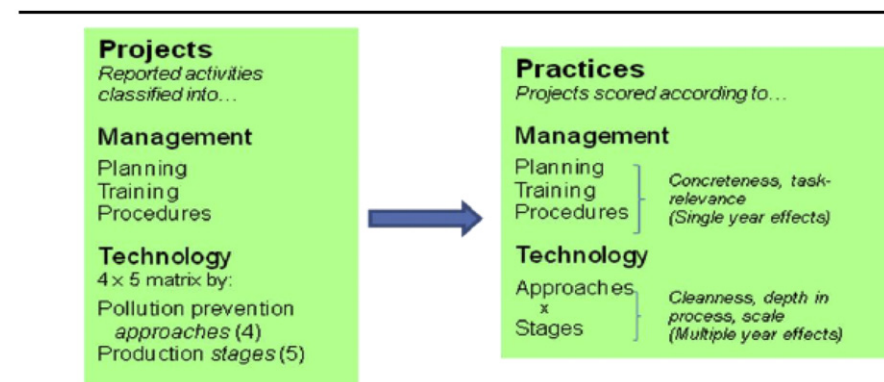 Projects
Reported activities
classified into...
Management
Planning
Training
Procedures
Technology
4 x 5 matrix by:
Pollution prevention
approaches (4)
Production stages (5)
Practices
Projects scored according to...
Management
Planning
Training
Procedures
Concreteness, task-
relevance
(Single year effects)
Technology
Approaches
x
Stages
Cleanness, depth in
process, scale
(Multiple year effects)